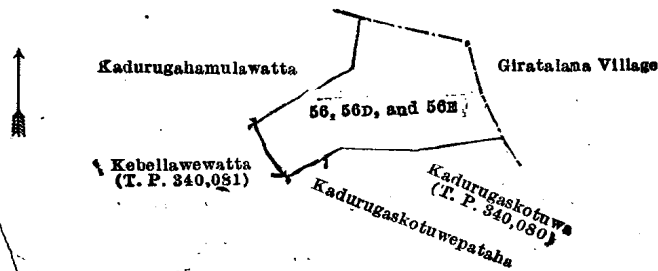 Kadurugahamulawatta
Giratalana Village
56, 56D, and 56E
Kebellawewatta
(T. P. 340,081)
Kadurugaskotuwa
(T. P. 340,080)
Kadurugaskotuwepataha